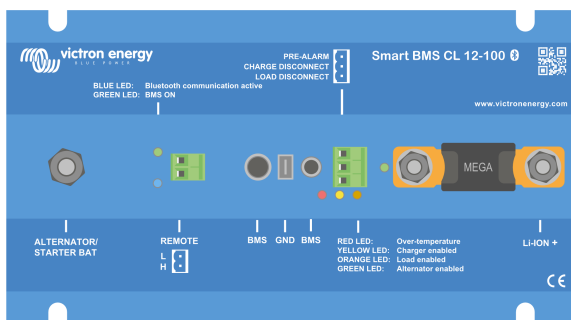 victron energy
BLUE POWER
PRE-ALARM
CHARGE DISCONNECT
LOAD DISCONNECT
Smart BMS CL 12-100
BLUE LED: Bluetooth communication active
GREEN LED: BMS ON
www.victronenergy.com
MEGA
ALTERNATOR/
STARTER BAT
REMOTE
L
H
BMS GND BMS
RED LED: Over-temperature
YELLOW LED: Charger enabled
ORANGE LED: Load enabled
GREEN LED: Alternator enabled
Li-ION +
CE